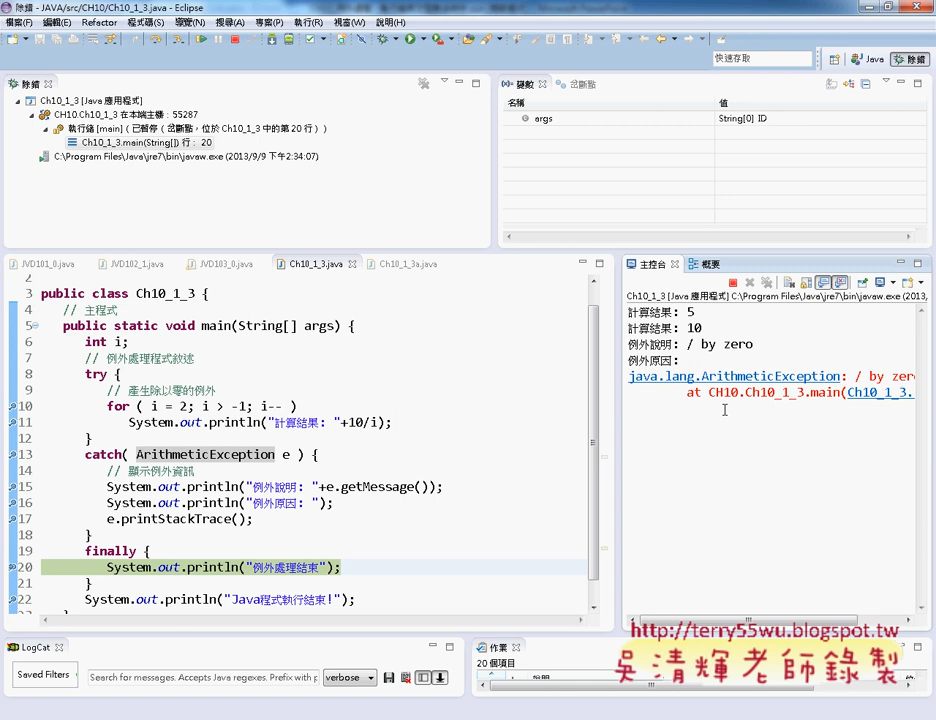 除錯 - JAVA/src/CH10/Ch10_1_3.java - Eclipse
檔案(F) 編輯(E) Refactor 程式碼(S) 導覽(N) 搜尋(A) 專案(P) 執行(R) 視窗(W) 說明(H)
快速存取 Java 除錯
除錯
Ch10_1_3 [Java 應用程式]
CH10.Ch10_1_3 在本端主機：55287
執行緒 [main]（已暫停（岔斷點，位於 Ch10_1_3 中的第 20 行））
Ch10_1_3.main(String[]) 行：20
C:\Program Files\Java\jre7\bin\javaw.exe (2013/9/9 下午2:34:07)
變數 岔斷點
名稱 值
args String[0] ID
JVD101_0.java JVD102_1.java JVD103_0.java Ch10_1_3.java Ch10_1_3a.java
2
3 public class Ch10_1_3 {
4 // 主程式
5 public static void main(String[] args) {
6 int i;
7 // 例外處理程式敘述
8 try {
9 // 產生除以零的例外
10 for ( i = 2; i > -1; i-- )
11 System.out.println("計算結果: "+10/i);
12 }
13 catch( ArithmeticException e ) {
14 // 顯示例外資訊
15 System.out.println("例外說明: "+e.getMessage());
16 System.out.println("例外原因: ");
17 e.printStackTrace();
18 }
19 finally {
20 System.out.println("例外處理結束");
21 }
22 System.out.println("Java程式執行結束!");
主控台 概要
Ch10_1_3 [Java 應用程式] C:\Program Files\Java\jre7\bin\javaw.exe (2013,
計算結果: 5
計算結果: 10
例外說明: / by zero
例外原因:
java.lang.ArithmeticException: / by zero
at CH10.Ch10_1_3.main(Ch10_1_3.
LogCat
Saved Filters Search for messages. Accepts Java regexes. Prefix with p verbose
作業
20 個項目
說明
http://terry55wu.blogspot.tw
吳清輝老師錄製